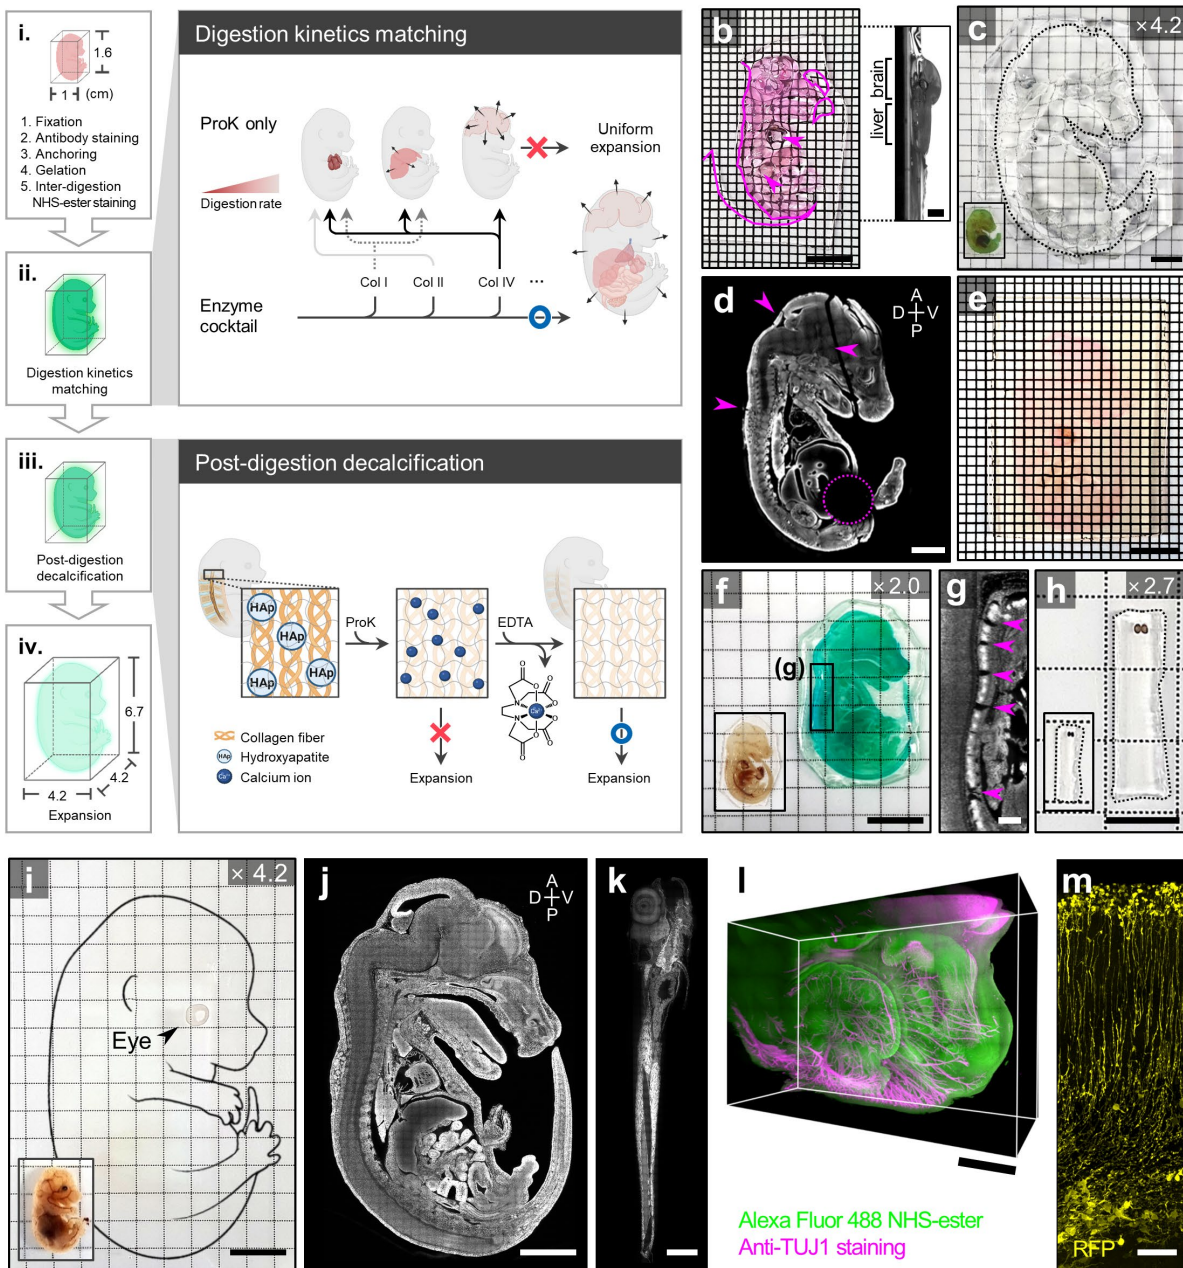 i.
1.6
1
(cm)
1. Fixation
2. Antibody staining
3. Anchoring
4. Gelation
5. Inter-digestion
NHS-ester staining
ii.
Digestion kinetics
matching
iii.
Post-digestion
decalcification
iv.
6.7
4.2
4.2
Expansion
Digestion kinetics matching
ProK only
Digestion rate
Uniform
expansion
Col I
Col II
Col IV
...
Enzyme
cocktail
Post-digestion decalcification
HAp
HAp
HAp
HAp
ProK
EDTA
O
O
O
O
N
N
O
O
O
O
Ca²⁺
Collagen fiber
HAp
Hydroxyapatite
Ca²⁺
Calcium ion
Expansion
Expansion
b
brain
liver
c
×4.2
d
A
D
V
P
e
f
×2.0
(g)
g
h
×2.7
i
× 4.2
Eye
j
A
D
V
P
k
l
Alexa Fluor 488 NHS-ester
Anti-TUJ1 staining
m
RFP